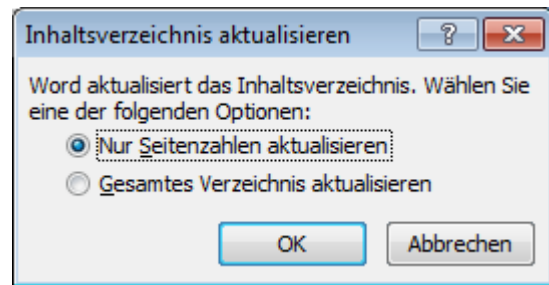 Inhaltsverzeichnis aktualisieren
Word aktualisiert das Inhaltsverzeichnis. Wählen Sie
eine der folgenden Optionen:
Nur Seitenzahlen aktualisieren
Gesamtes Verzeichnis aktualisieren
OK
Abbrechen